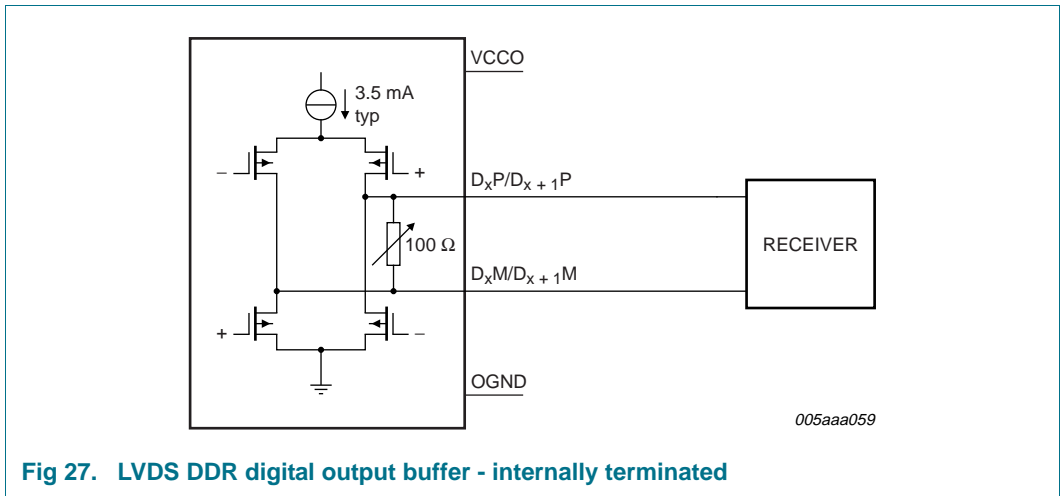 VCCO
3.5 mA
typ
− +
DxP/Dx + 1P
100 Ω
RECEIVER
DxM/Dx + 1M
+ −
OGND
005aaa059
Fig 27. LVDS DDR digital output buffer - internally terminated